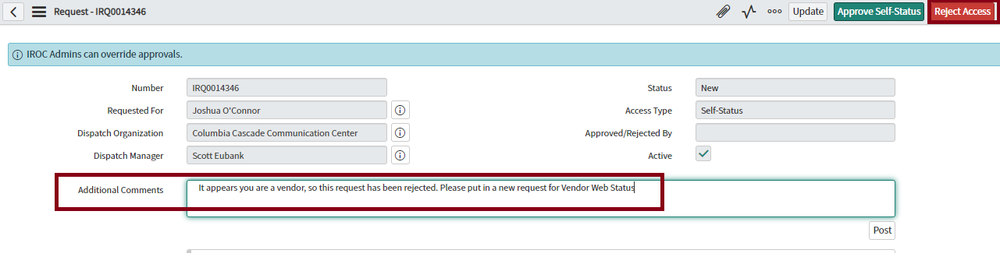 Request - IRQ0014346
Update
Approve Self-Status
Reject Access
IROC Admins can override approvals.
Number IRQ0014346
Status New
Requested For Joshua O'Connor
Access Type Self-Status
Dispatch Organization Columbia Cascade Communication Center
Approved/Rejected By
Dispatch Manager Scott Eubank
Active
Additional Comments It appears you are a vendor, so this request has been rejected. Please put in a new request for Vendor Web Status
Post